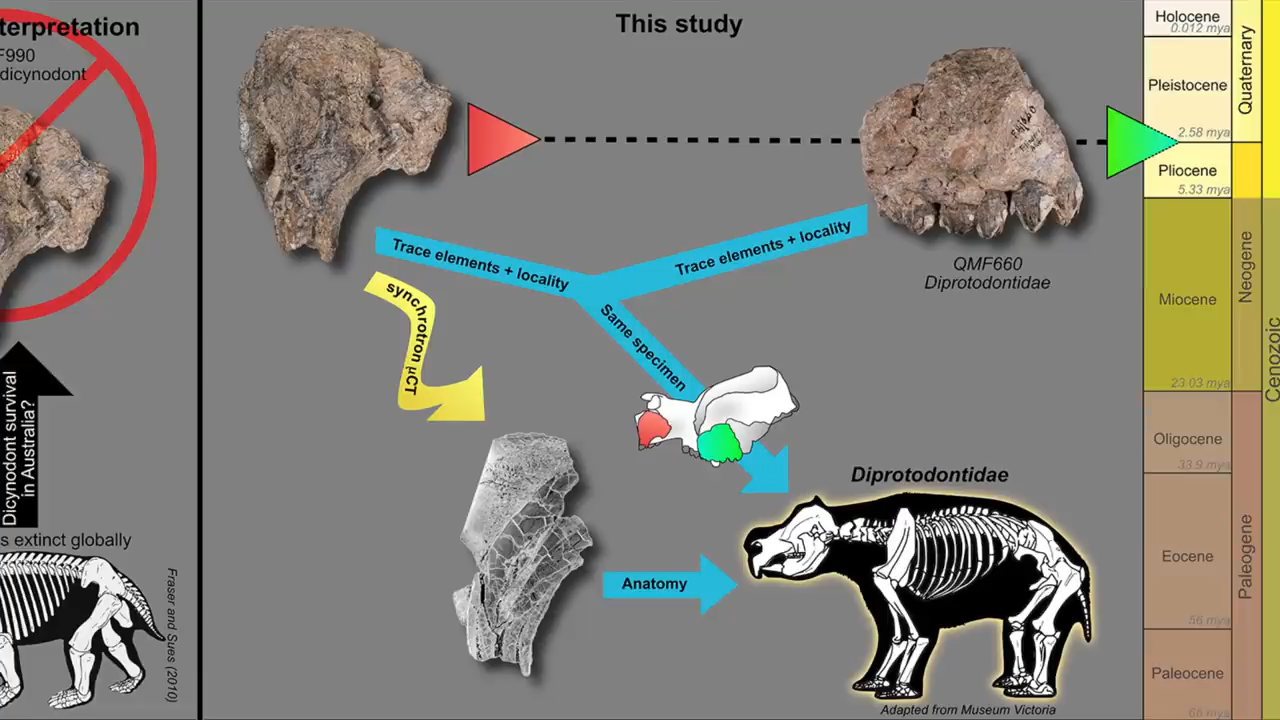 terpretation
F990
dicynodont
Dicynodont survival
in Australia?
s extinct globally
Fraser and Sues (2010)
This study
QMF660
Diprotodontidae
Trace elements + locality
Trace elements + locality
Same specimen
synchrotron µCT
Anatomy
Diprotodontidae
Adapted from Museum Victoria
Holocene
0.012 mya
Pleistocene
2.58 mya
Pliocene
5.33 mya
Miocene
23.03 mya
Oligocene
33.9 mya
Eocene
56 mya
Paleocene
66 mya
Quaternary
Neogene
Paleogene
Cenozoic